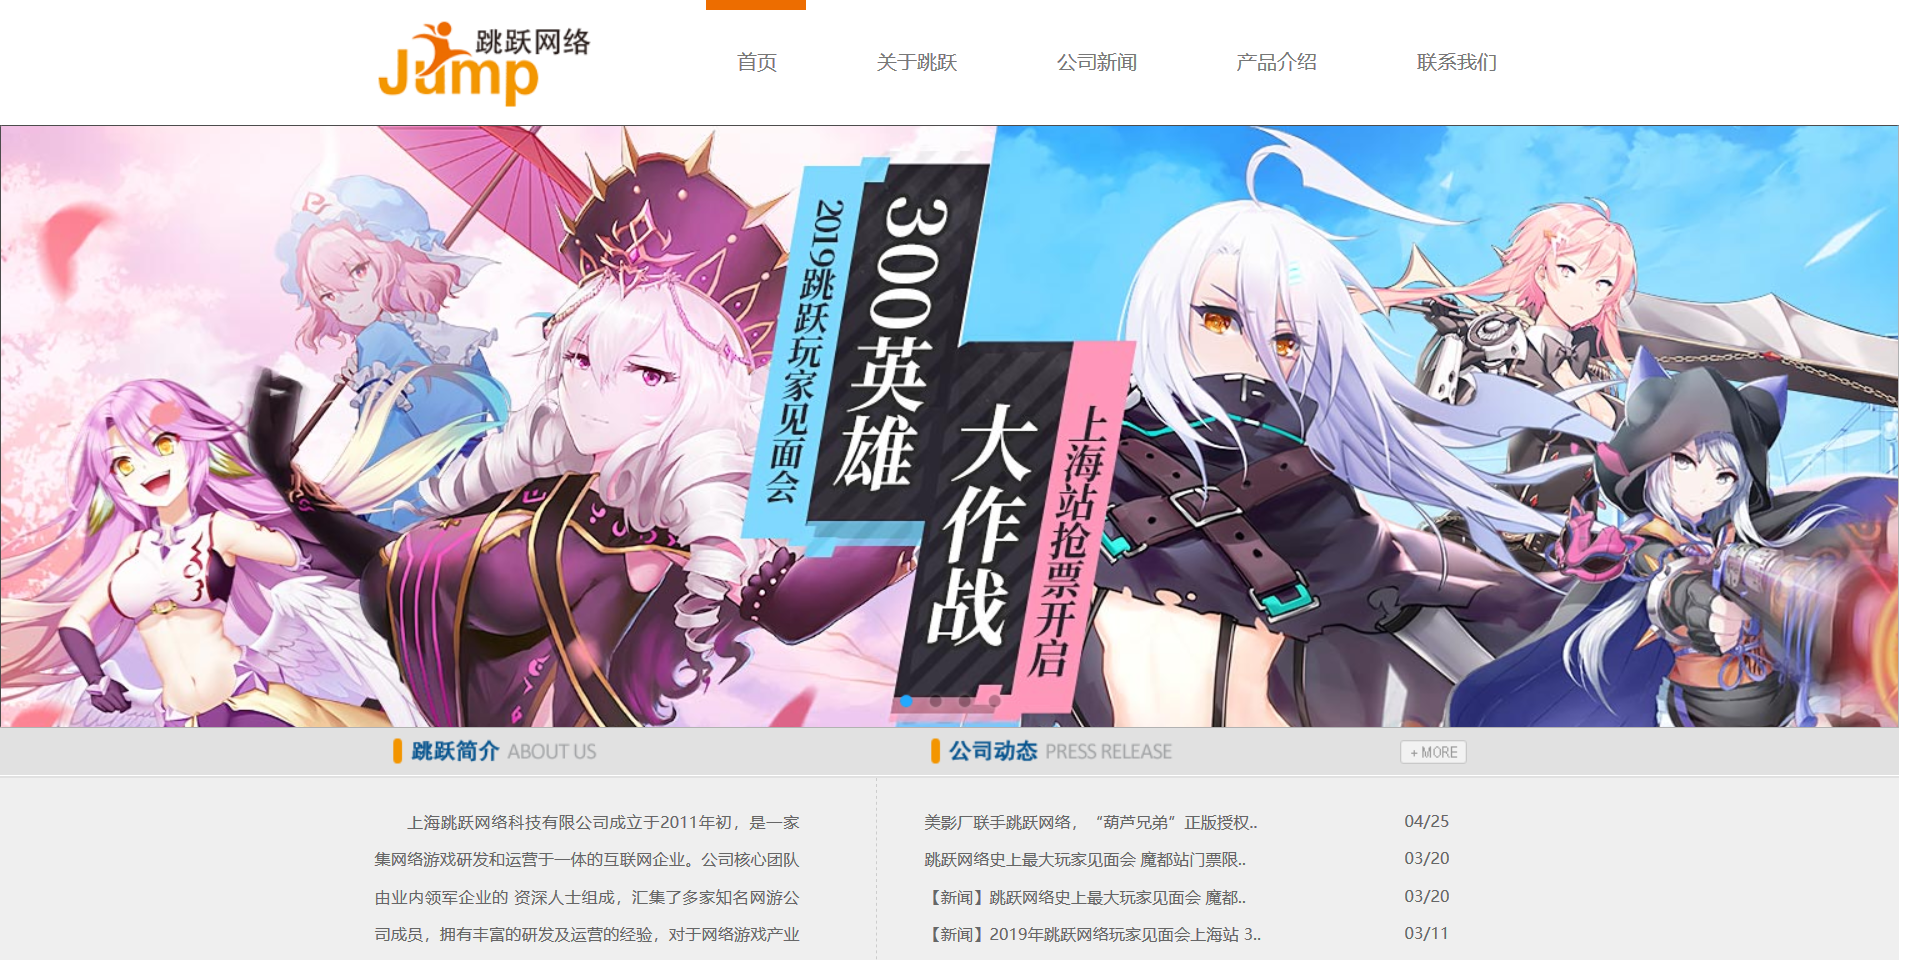 跳跃网络
Jump
首页
关于跳跃
公司新闻
产品介绍
联系我们
2019跳跃玩家见面会
300英雄
大作战
上海站抢票开启
跳跃简介 ABOUT US
公司动态 PRESS RELEASE
+ MORE
上海跳跃网络科技有限公司成立于2011年初，是一家
集网络游戏研发和运营于一体的互联网企业。公司核心团队
由业内领军企业的 资深人士组成，汇集了多家知名网游公
司成员，拥有丰富的研发及运营的经验，对于网络游戏产业
美影厂联手跳跃网络，“葫芦兄弟”正版授权.. 04/25
跳跃网络史上最大玩家见面会 魔都站门票限.. 03/20
【新闻】跳跃网络史上最大玩家见面会 魔都.. 03/20
【新闻】2019年跳跃网络玩家见面会上海站 3.. 03/11